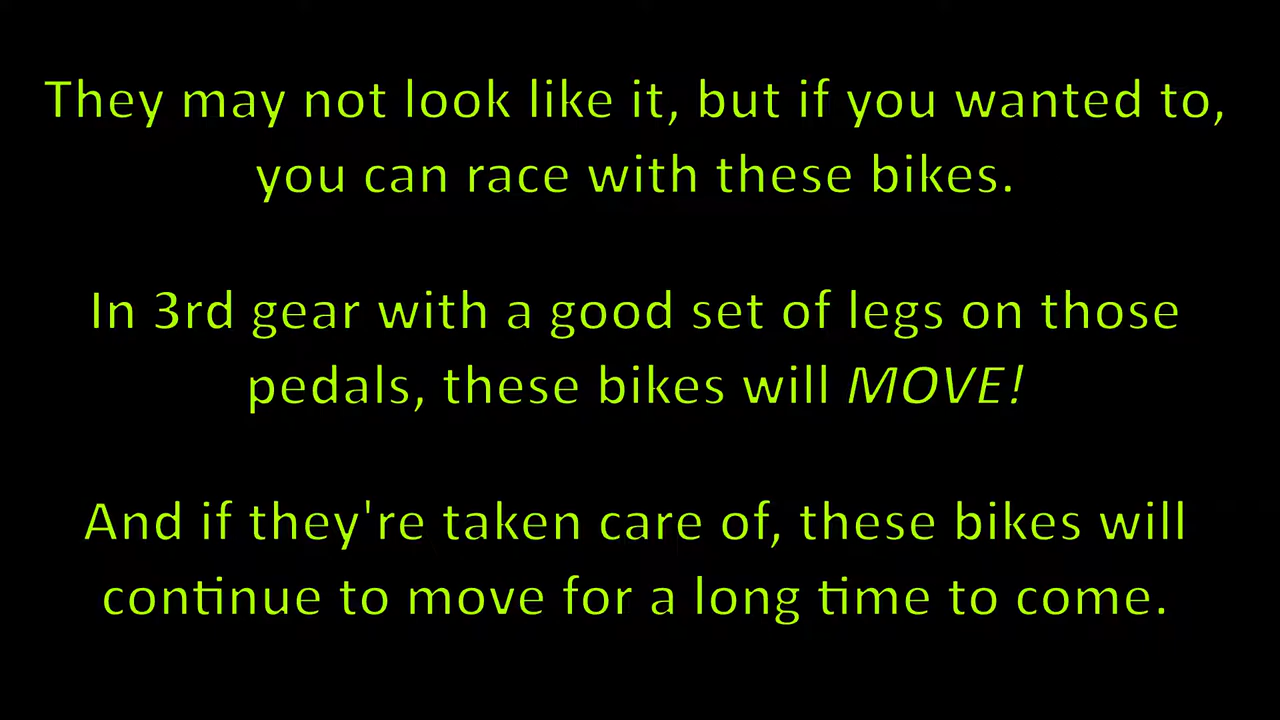 They may not look like it, but if you wanted to,
you can race with these bikes.
In 3rd gear with a good set of legs on those
pedals, these bikes will MOVE!
And if they're taken care of, these bikes will
continue to move for a long time to come.